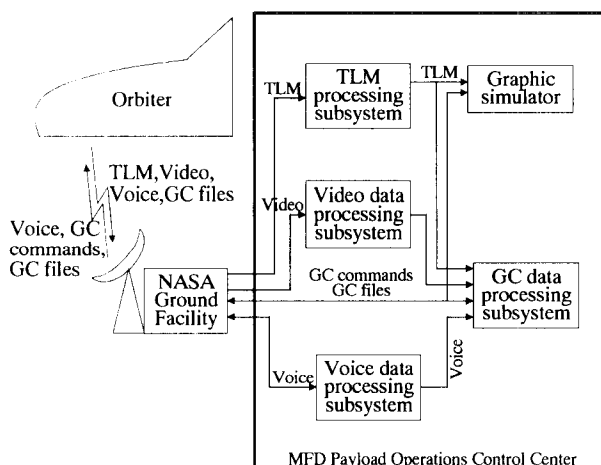 Orbiter
TLM,Video,
Voice,GC files
Voice, GC
commands,
GC files
NASA
Ground
Facility
TLM
TLM
processing
subsystem
TLM
Graphic
simulator
Video
Video data
processing
subsystem
GC commands
GC files
GC data
processing
subsystem
Voice
Voice data
processing
subsystem
Voice
MFD Payload Operations Control Center